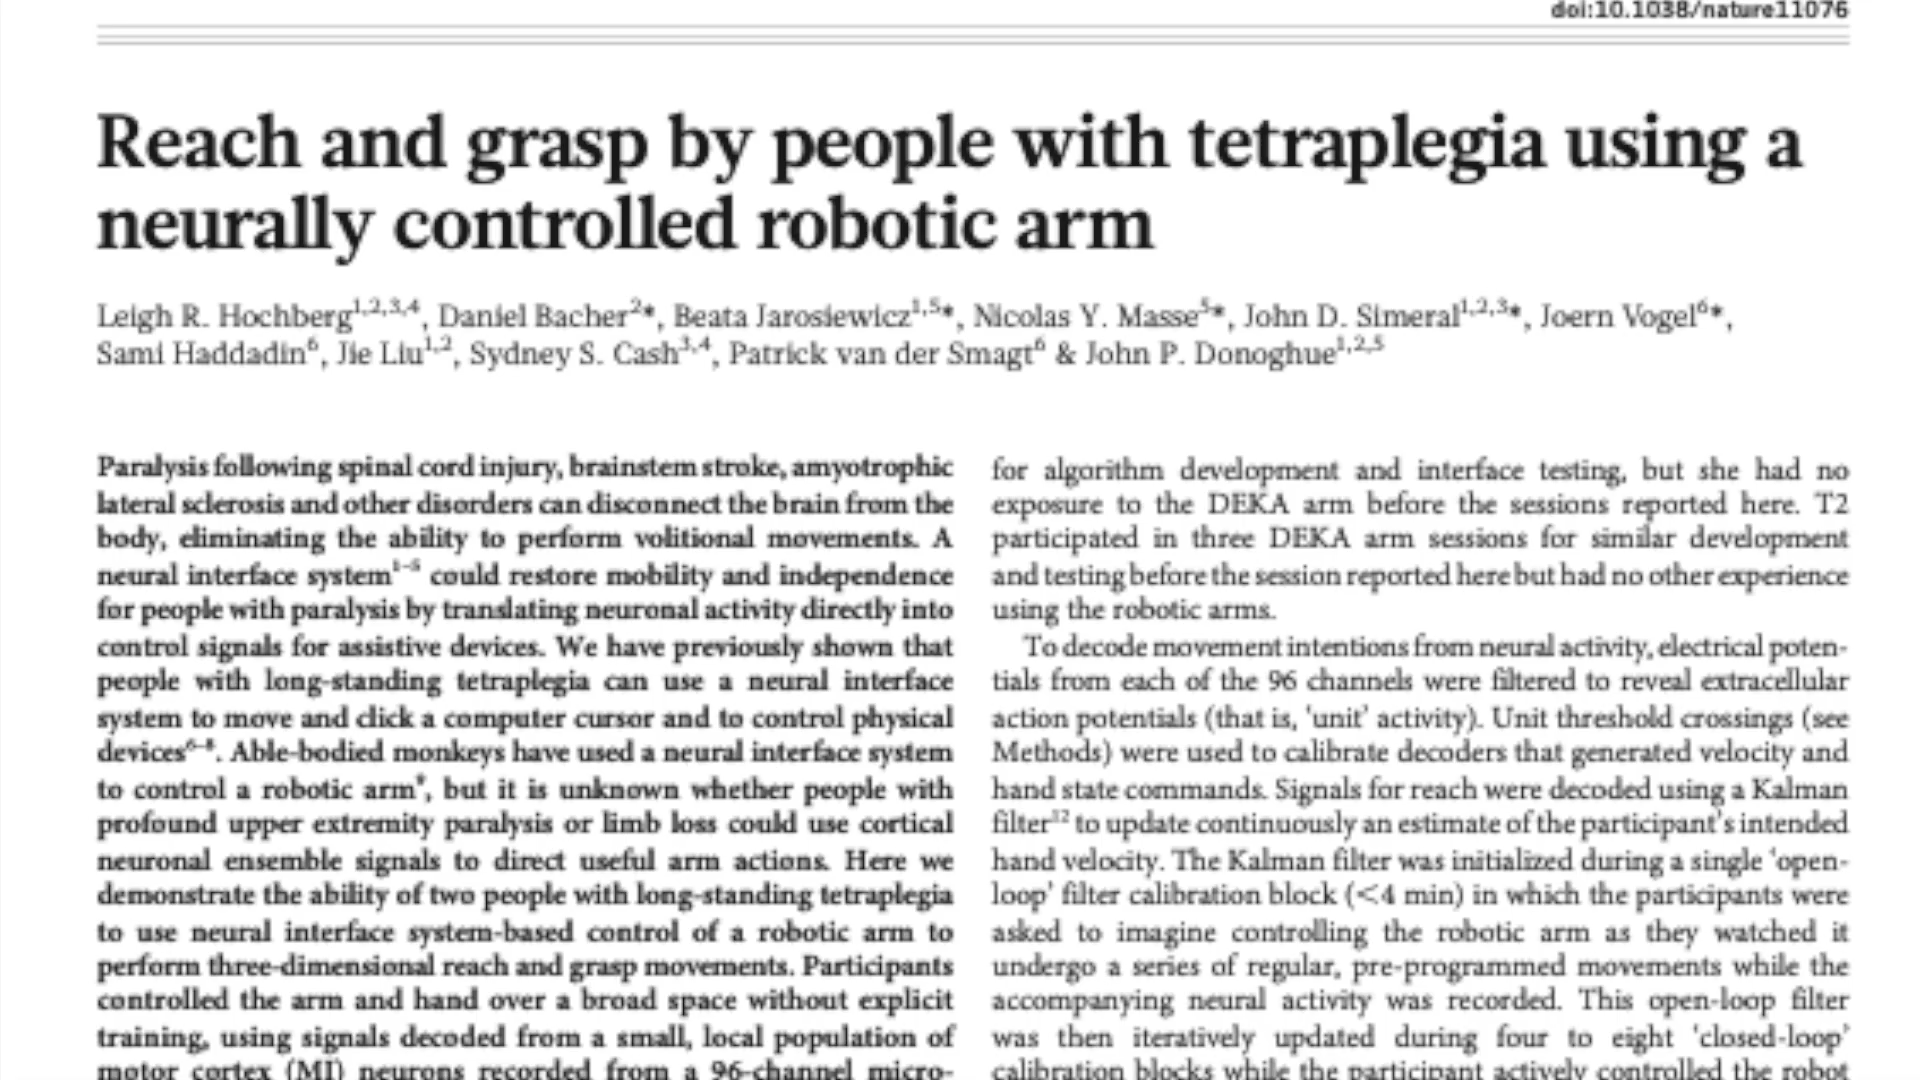 doi:10.1038/nature11076
Reach and grasp by people with tetraplegia using a
neurally controlled robotic arm
Leigh R. Hochberg1,2,3,4, Daniel Bacher2*, Beata Jarosiewicz1,5*, Nicolas Y. Masse5*, John D. Simeral1,2,3*, Joern Vogel6*,
Sami Haddadin6, Jie Liu1,2, Sydney S. Cash3,4, Patrick van der Smagt6 & John P. Donoghue1,2,5
Paralysis following spinal cord injury, brainstem stroke, amyotrophic
lateral sclerosis and other disorders can disconnect the brain from the
body, eliminating the ability to perform volitional movements. A
neural interface system1–5 could restore mobility and independence
for people with paralysis by translating neuronal activity directly into
control signals for assistive devices. We have previously shown that
people with long-standing tetraplegia can use a neural interface
system to move and click a computer cursor and to control physical
devices6–8. Able-bodied monkeys have used a neural interface system
to control a robotic arm9, but it is unknown whether people with
profound upper extremity paralysis or limb loss could use cortical
neuronal ensemble signals to direct useful arm actions. Here we
demonstrate the ability of two people with long-standing tetraplegia
to use neural interface system-based control of a robotic arm to
perform three-dimensional reach and grasp movements. Participants
controlled the arm and hand over a broad space without explicit
training, using signals decoded from a small, local population of
motor cortex (MI) neurons recorded from a 96-channel micro-
for algorithm development and interface testing, but she had no
exposure to the DEKA arm before the sessions reported here. T2
participated in three DEKA arm sessions for similar development
and testing before the session reported here but had no other experience
using the robotic arms.
To decode movement intentions from neural activity, electrical poten-
tials from each of the 96 channels were filtered to reveal extracellular
action potentials (that is, ‘unit’ activity). Unit threshold crossings (see
Methods) were used to calibrate decoders that generated velocity and
hand state commands. Signals for reach were decoded using a Kalman
filter12 to update continuously an estimate of the participant’s intended
hand velocity. The Kalman filter was initialized during a single ‘open-
loop’ filter calibration block (<4 min) in which the participants were
asked to imagine controlling the robotic arm as they watched it
undergo a series of regular, pre-programmed movements while the
accompanying neural activity was recorded. This open-loop filter
was then iteratively updated during four to eight ‘closed-loop’
calibration blocks while the participant actively controlled the robot